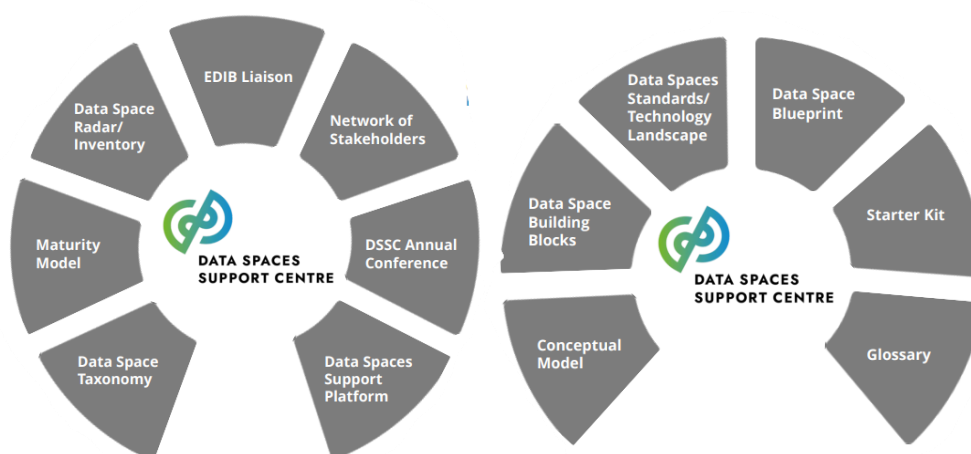 EDIB Liaison
Data Space
Radar/
Inventory
Network of
Stakeholders
Maturity
Model
DSSC Annual
Conference
Data Space
Taxonomy
Data Spaces
Support
Platform
DATA SPACES
SUPPORT CENTRE
Data Spaces
Standards/
Technology
Landscape
Data Space
Blueprint
Data Space
Building
Blocks
Starter Kit
Conceptual
Model
Glossary
DATA SPACES
SUPPORT CENTRE